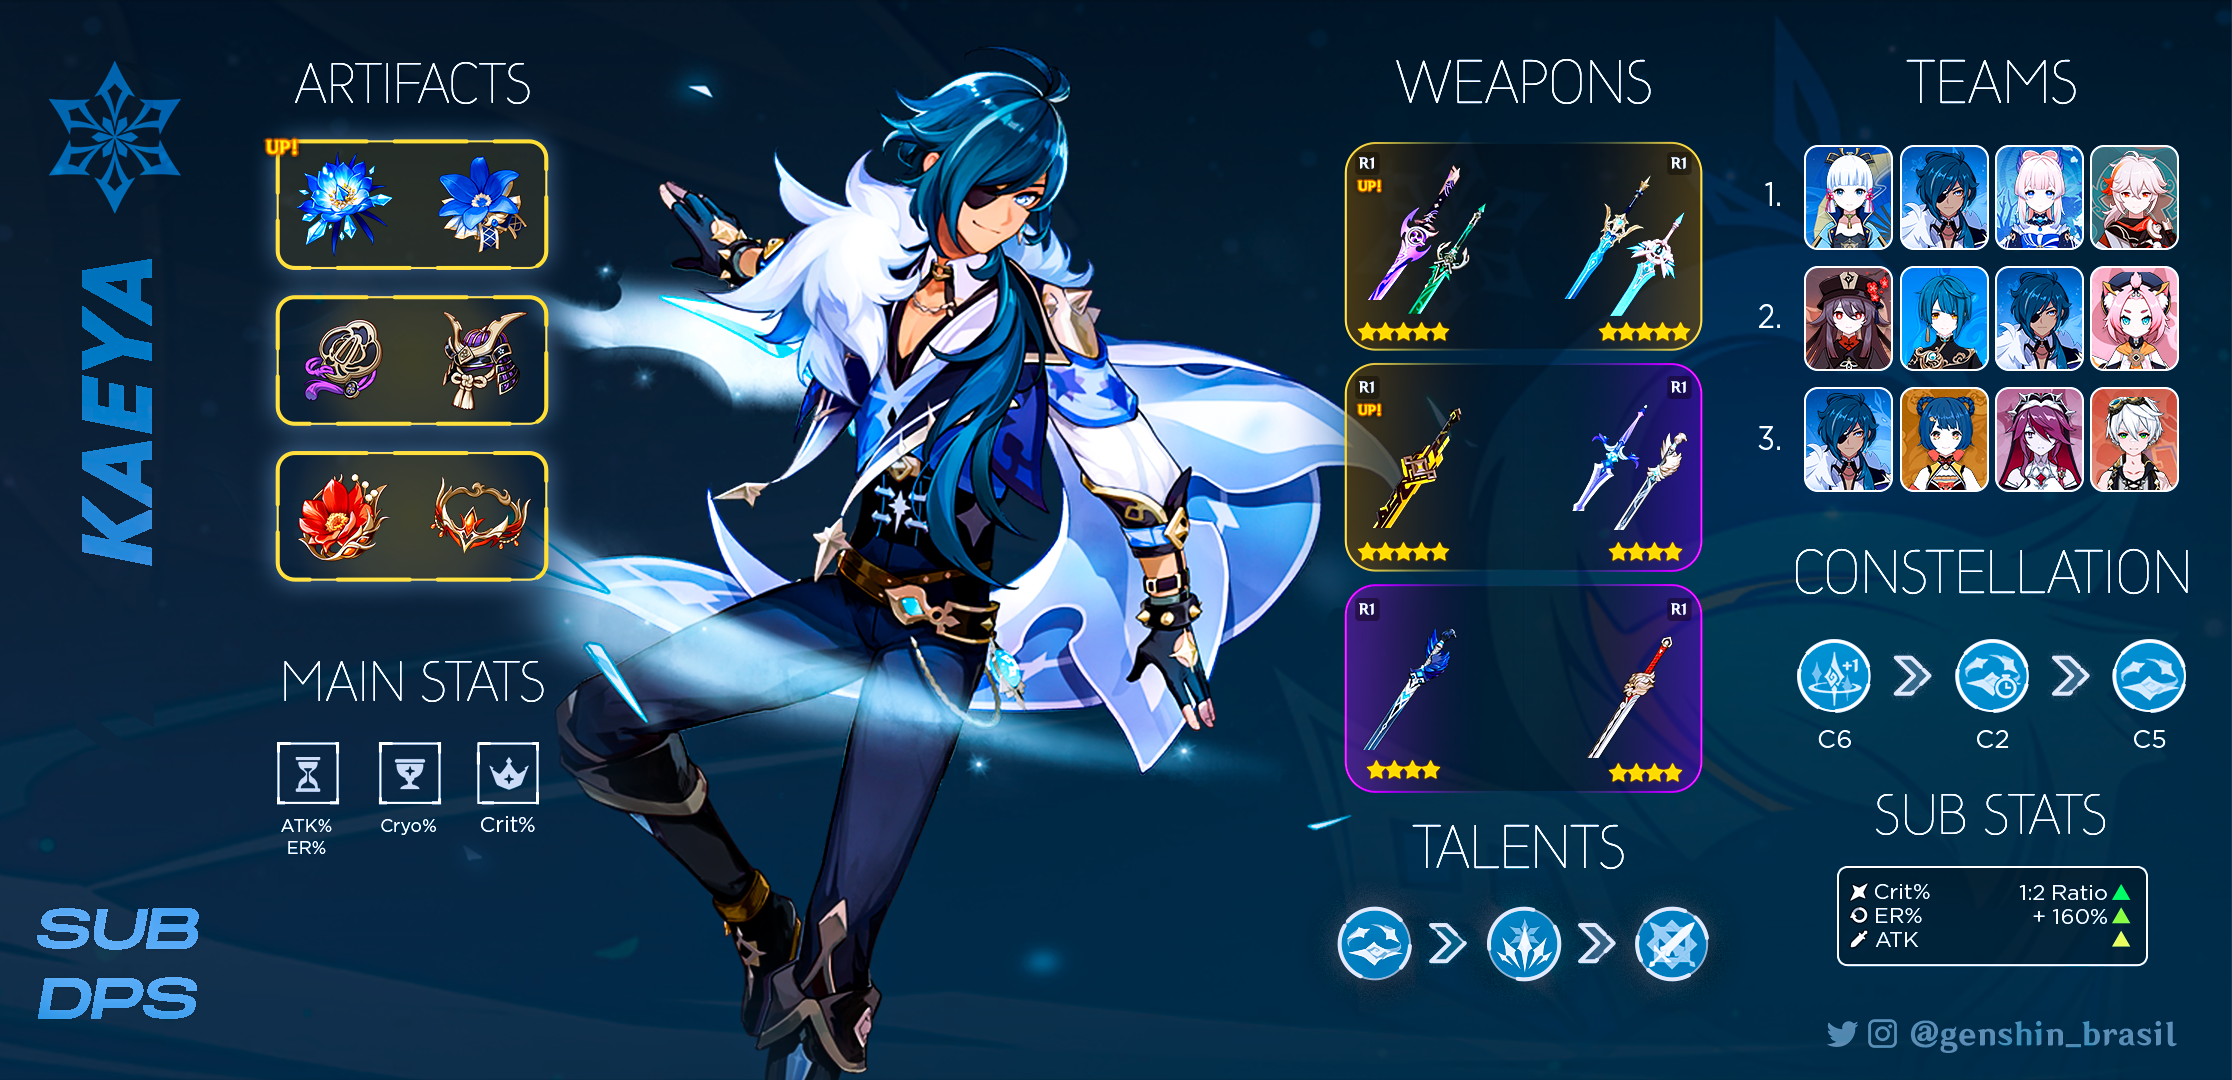 KAEYA
SUB
DPS
ARTIFACTS
UP!
MAIN STATS
ATK%
ER%
Cryo%
Crit%
WEAPONS
R1
UP!
R1
R1
UP!
R1
R1
R1
TALENTS
TEAMS
1.
2.
3.
CONSTELLATION
+1
C6
C2
C5
SUB STATS
Crit% 1:2 Ratio
ER% + 160%
ATK
@genshin_brasil